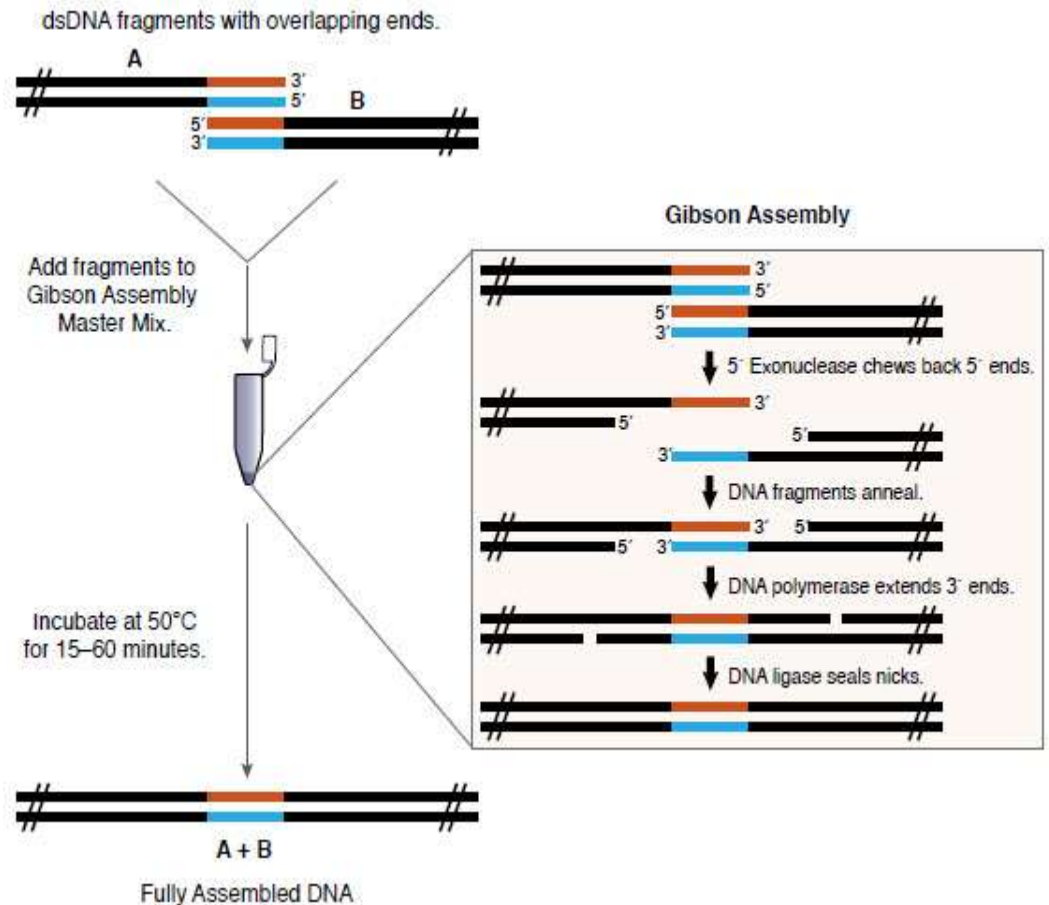 dsDNA fragments with overlapping ends.
A
3´
5´
B
5´
3´
Add fragments to
Gibson Assembly
Master Mix.
Incubate at 50°C
for 15–60 minutes.
A + B
Fully Assembled DNA
Gibson Assembly
3´
5´
5´
3´
5´ Exonuclease chews back 5´ ends.
3´
5´
5´
3´
DNA fragments anneal.
3´ 5´
5´ 3´
DNA polymerase extends 3´ ends.
DNA ligase seals nicks.